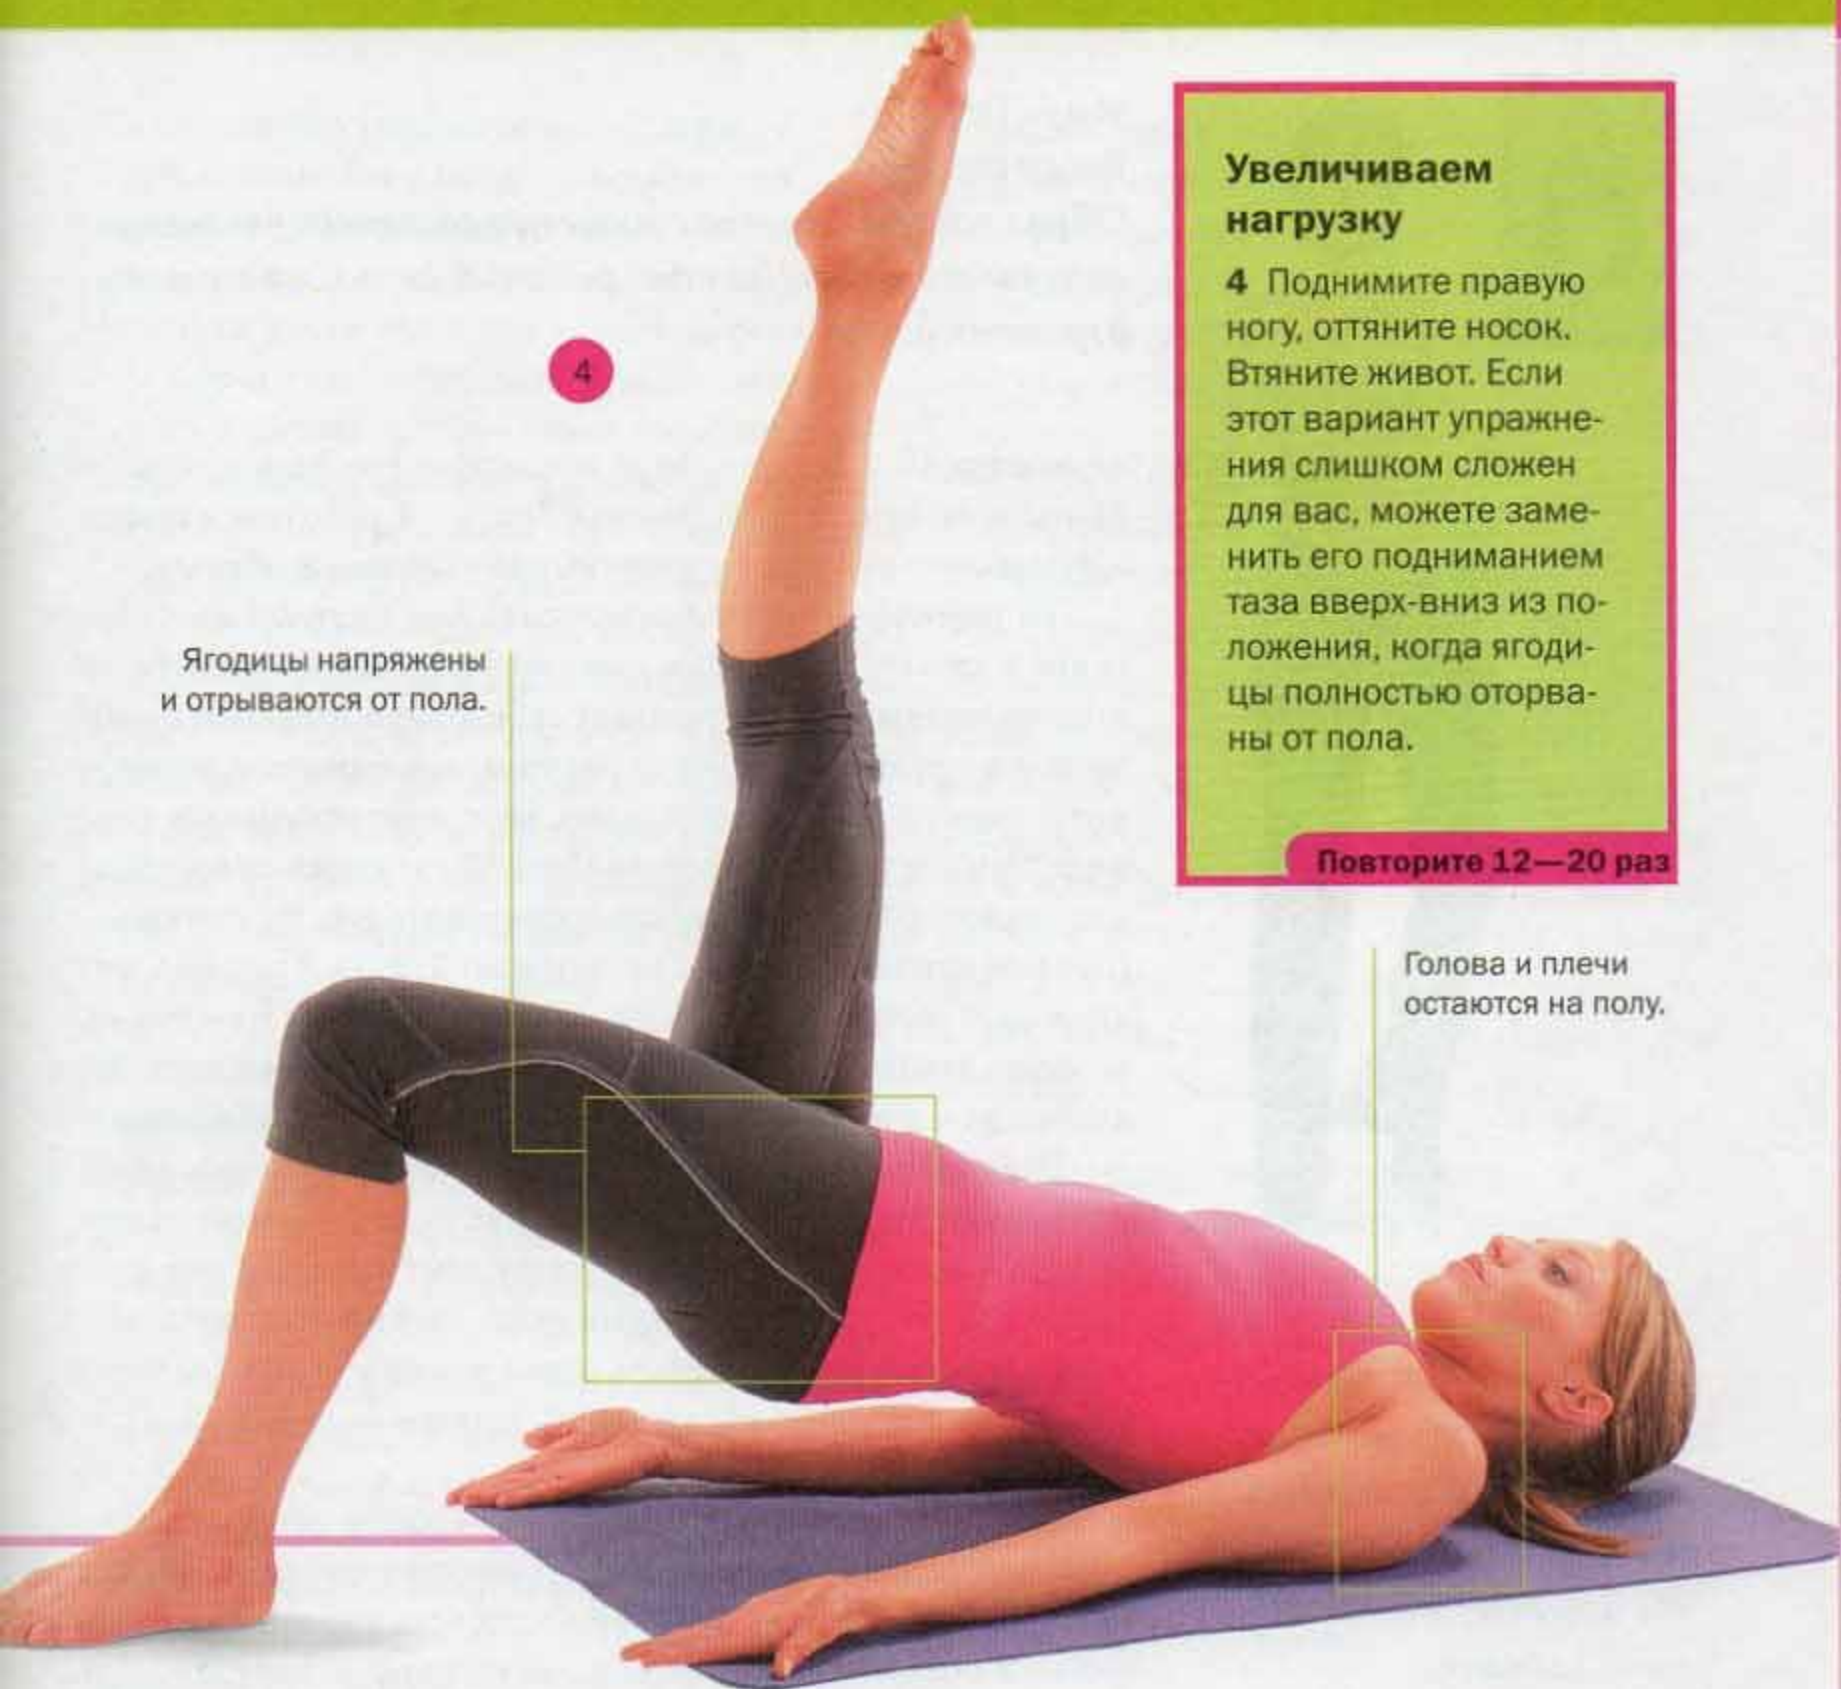 Увеличиваем
нагрузку
4 Поднимите правую
ногу, оттяните носок.
Втяните живот. Если
этот вариант упражне-
ния слишком сложен
для вас, можете заме-
нить его подниманием
таза вверх-вниз из по-
ложения, когда ягоди-
цы полностью оторва-
ны от пола.
Повторите 12—20 раз
4
Ягодицы напряжены
и отрываются от пола.
Голова и плечи
остаются на полу.